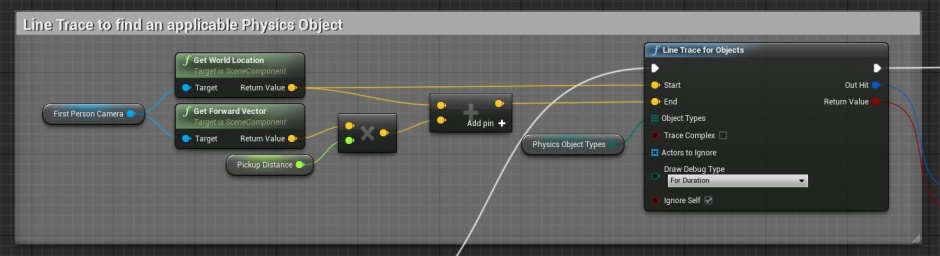 Line Trace to find an applicable Physics Object
Get World Location
Target is SceneComponent
Target Return Value
First Person Camera
Get Forward Vector
Target is SceneComponent
Target Return Value
Pickup Distance
Add pin +
Physics Object Types
Line Trace for Objects
Start Out Hit
End Return Value
Object Types
Trace Complex
Actors to Ignore
Draw Debug Type
For Duration
Ignore Self